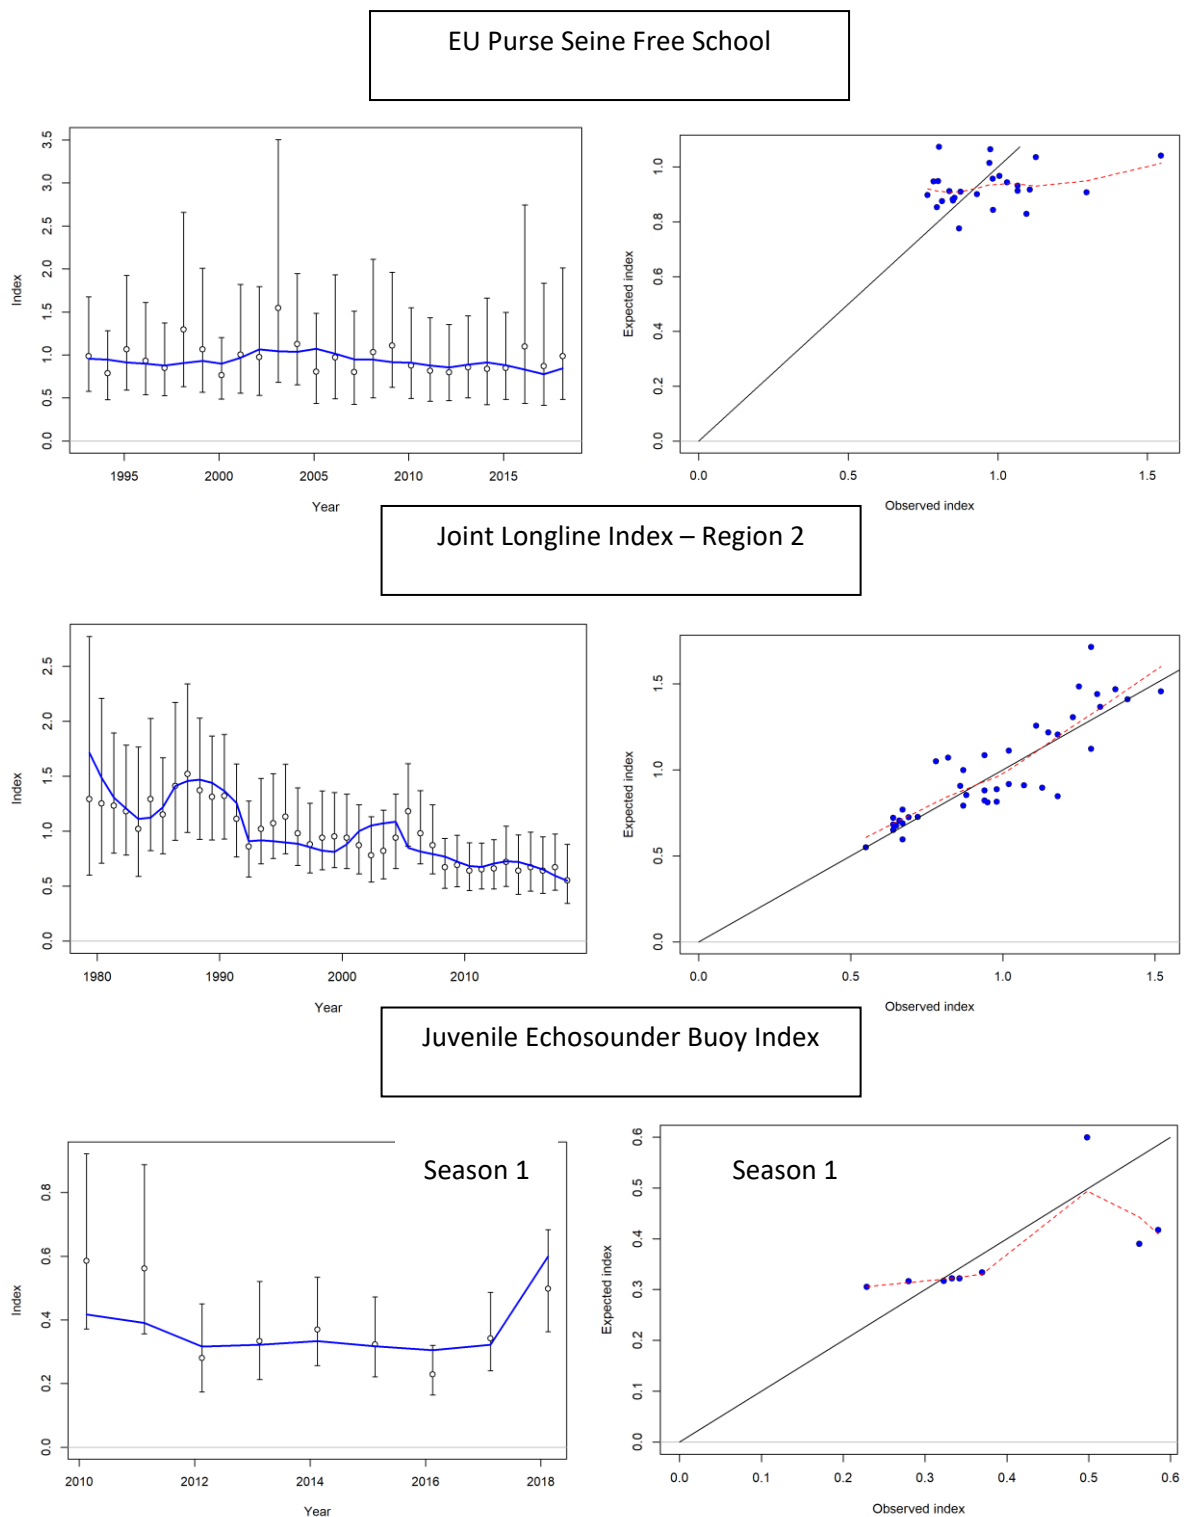 EU Purse Seine Free School
3.5
3.0
2.5
2.0
1.5
1.0
0.5
0.0
Index
1995 2000 2005 2010 2015
Year
1.0
0.8
0.6
0.4
0.2
0.0
Expected index
0.0 0.5 1.0 1.5
Observed index
Joint Longline Index – Region 2
2.5
2.0
1.5
1.0
0.5
0.0
Index
1980 1990 2000 2010
Year
1.5
1.0
0.5
0.0
Expected index
0.0 0.5 1.0 1.5
Observed index
Juvenile Echosounder Buoy Index
Season 1
0.8
0.6
0.4
0.2
0.0
Index
2010 2012 2014 2016 2018
Year
Season 1
0.6
0.5
0.4
0.3
0.2
0.1
0.0
Expected index
0.0 0.1 0.2 0.3 0.4 0.5 0.6
Observed index